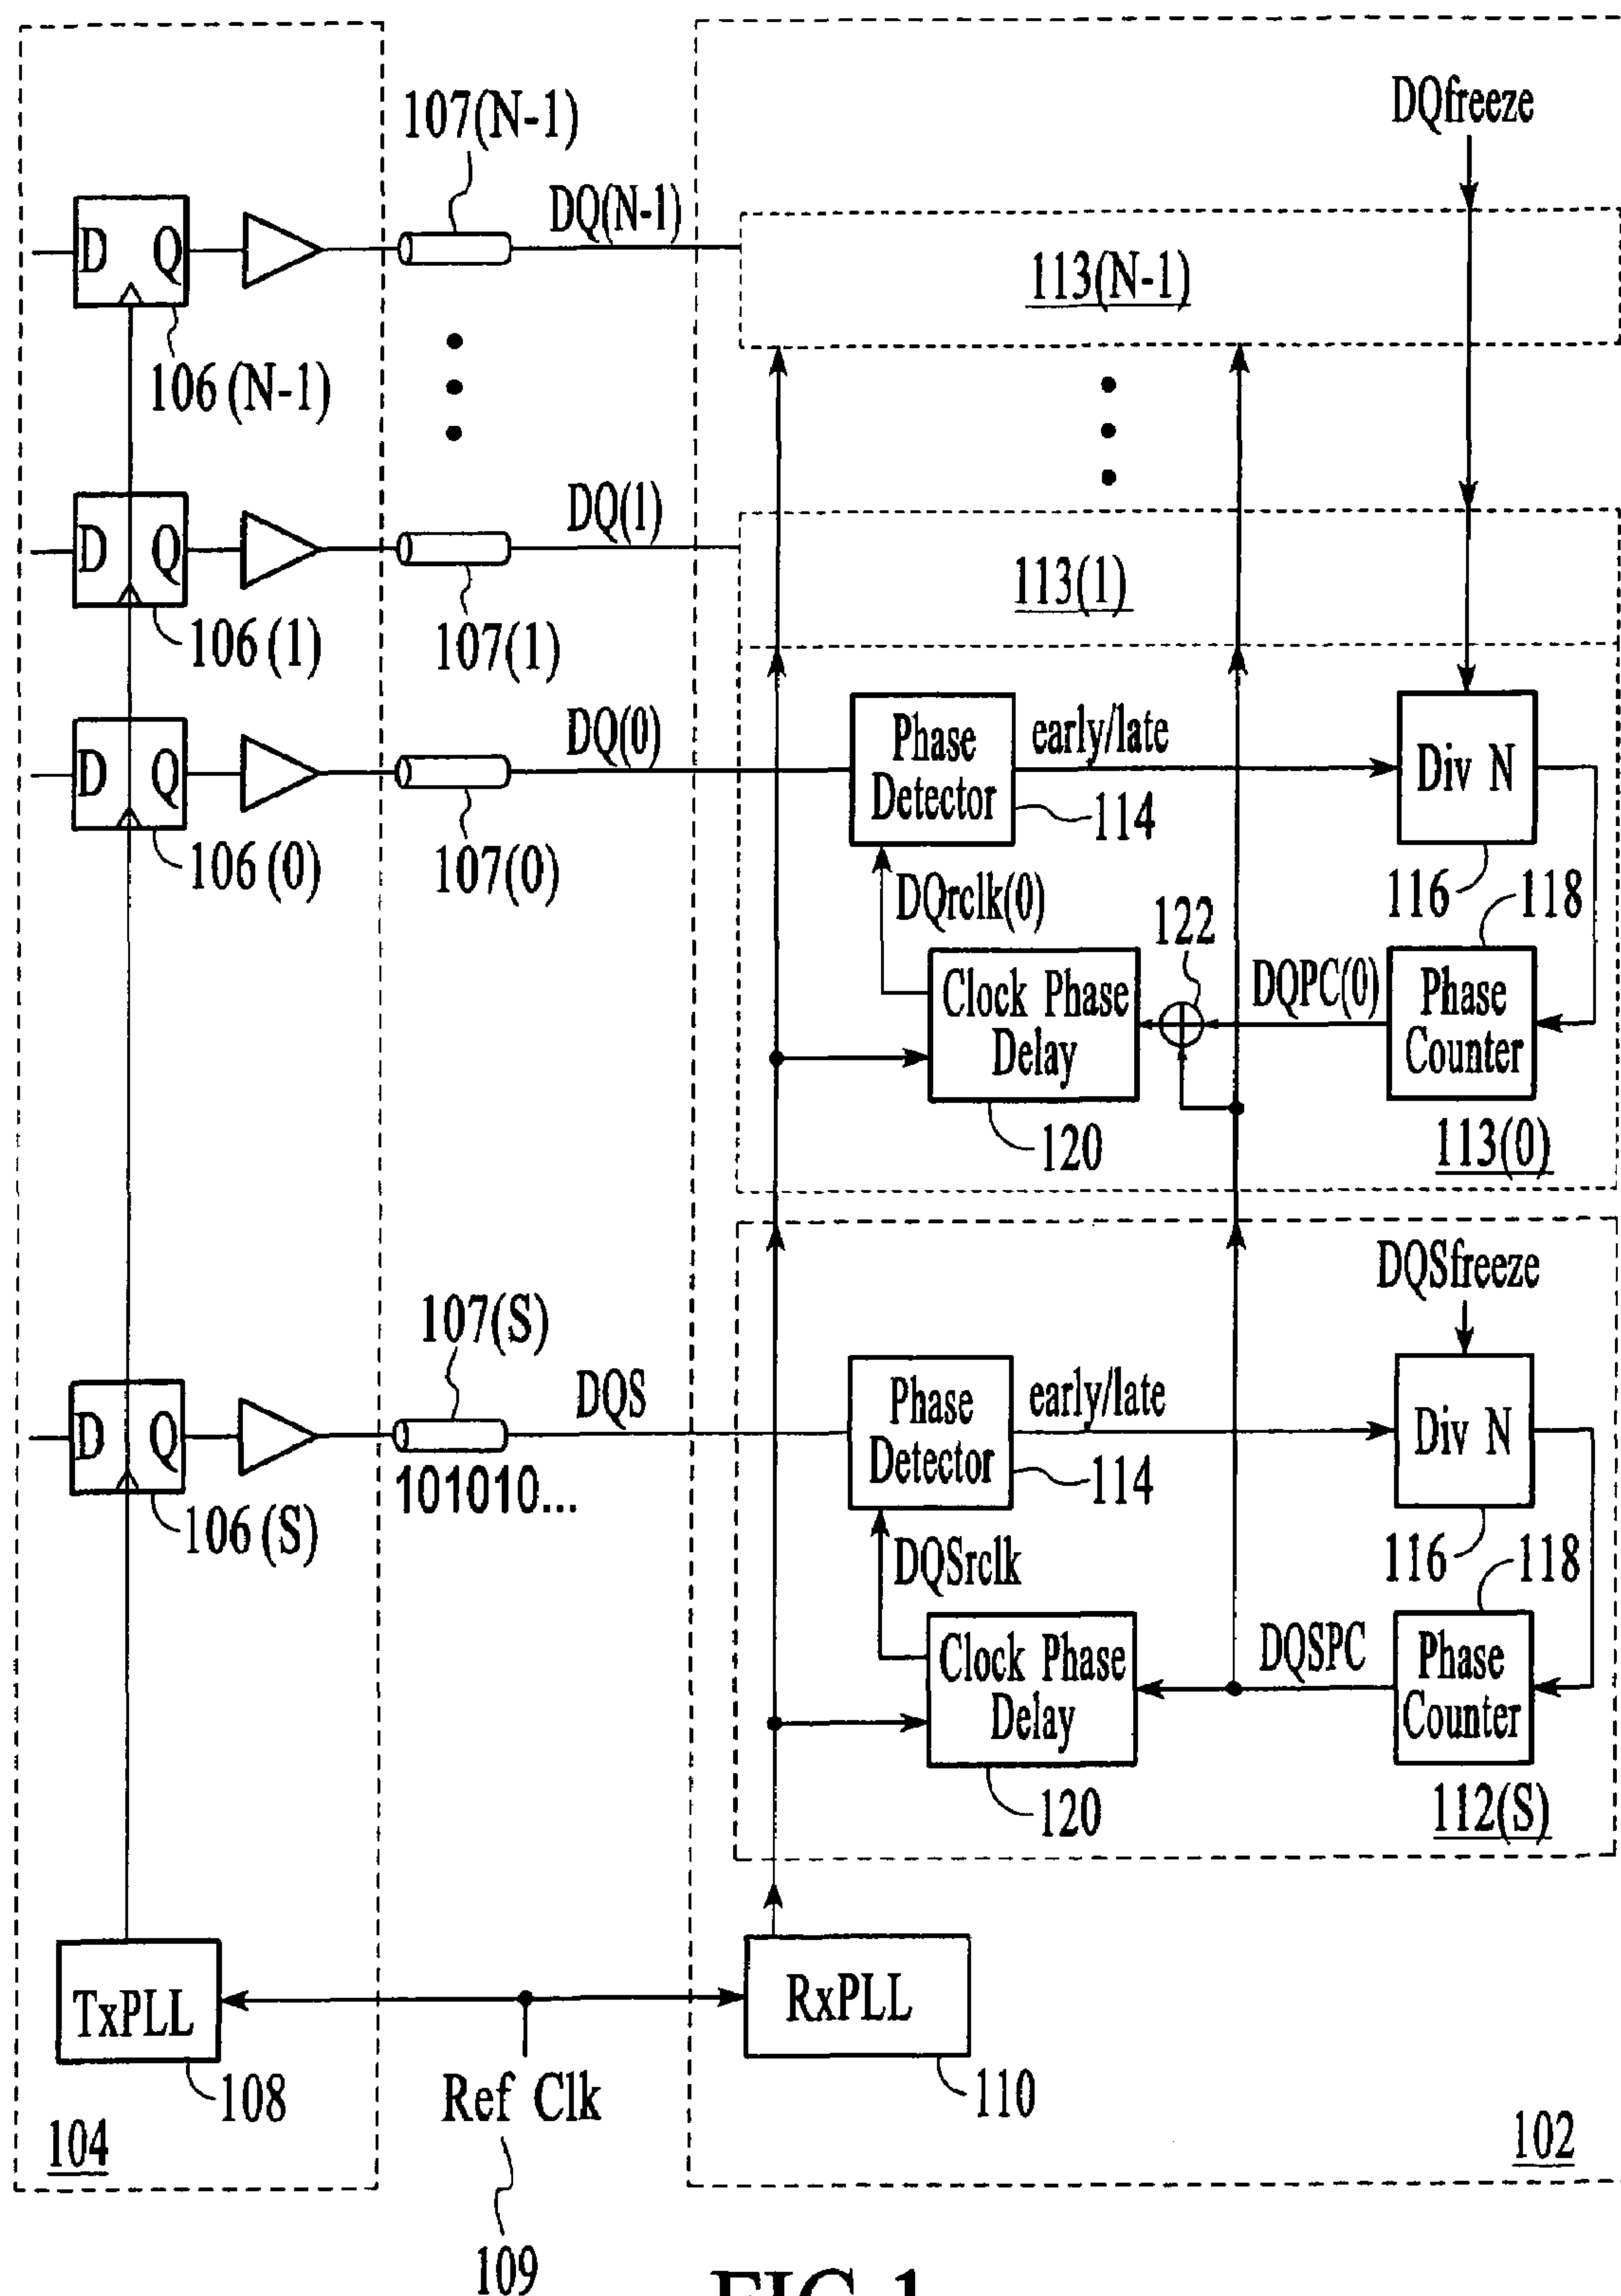 DQfreeze
107(N-1)
DQ(N-1)
D Q
113(N-1)
106 (N-1)
DQ(1)
D Q
113(1)
106 (1)
107(1)
DQ(0)
D Q
Phase
Detector
early/late
Div N
114
106 (0)
107(0)
116
118
DQrclk(0)
122
Clock Phase
Delay
DQPC(0)
Phase
Counter
120
113(0)
DQSfreeze
107(S)
DQS
D Q
101010...
Phase
Detector
early/late
Div N
114
106 (S)
116
118
DQSrclk
Clock Phase
Delay
DQSPC
Phase
Counter
120
112(S)
TxPLL
RxPLL
108
Ref Clk
110
104
102
109
FIG. 1